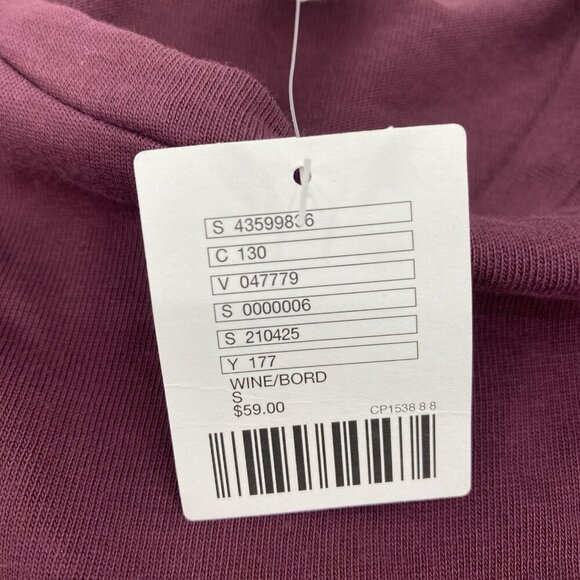 S 43599836
C 130
V 047779
S 0000006
S 210425
Y 177
WINE/BORD
S
$59.00
CP1538 8 8